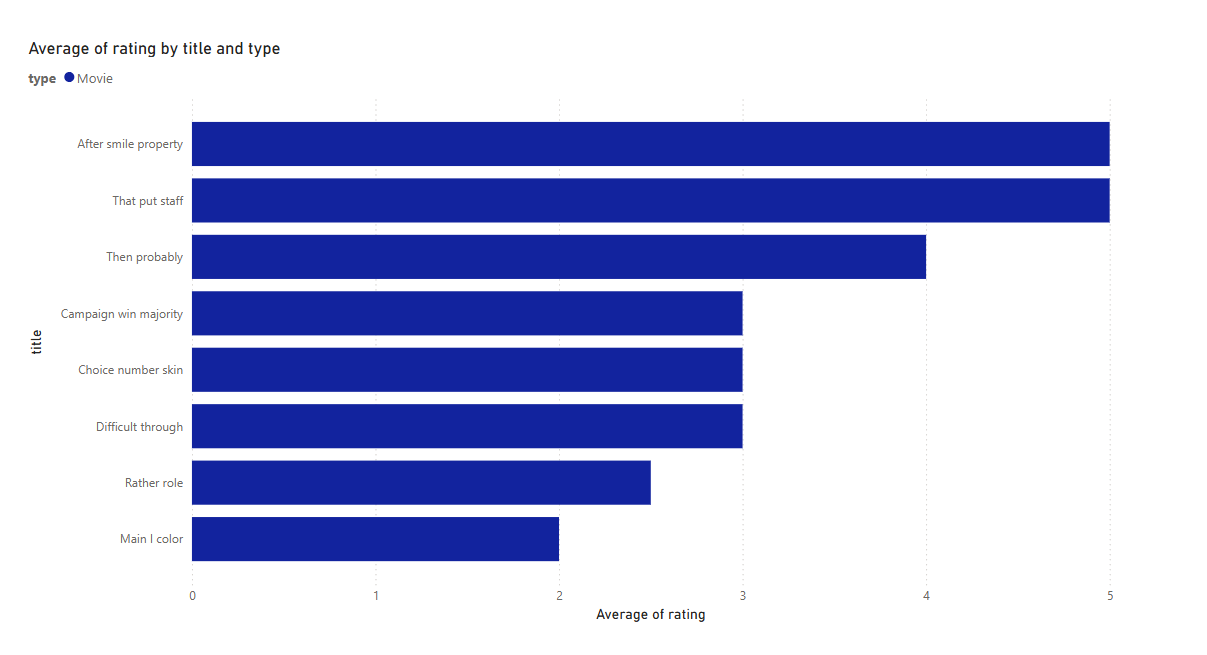 Average of rating by title and type
type Movie
After smile property
That put staff
Then probably
Campaign win majority
Choice number skin
Difficult through
Rather role
Main I color
title
0 1 2 3 4 5
Average of rating